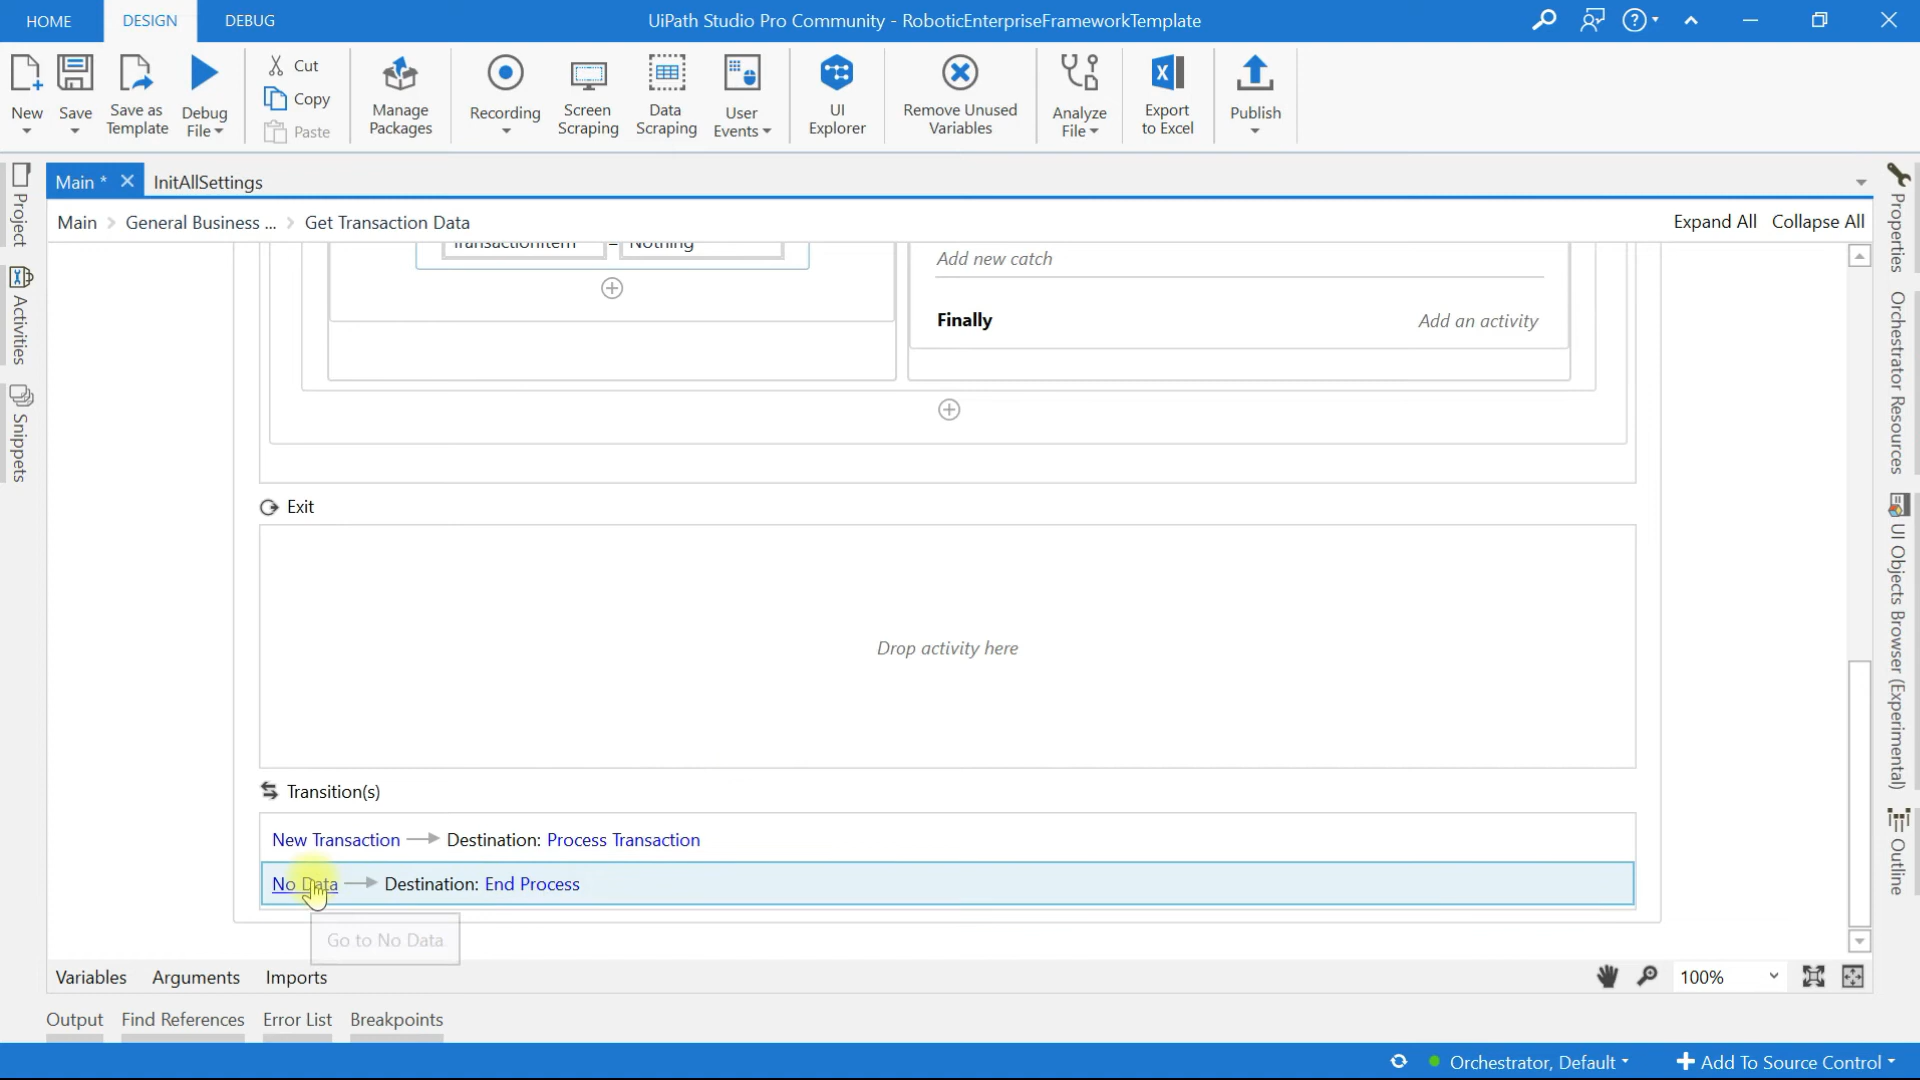 HOME DESIGN DEBUG UiPath Studio Pro Community - RoboticEnterpriseFrameworkTemplate
New Save Save as Template Debug File Cut Copy Paste Manage Packages Recording Screen Scraping Data Scraping User Events UI Explorer Remove Unused Variables Analyze File Export to Excel Publish
Main * InitAllSettings
Main General Business ... Get Transaction Data Expand All Collapse All
Project
Activities
Snippets
TransactionItem = Nothing
Add new catch
Finally Add an activity
Exit
Drop activity here
Transition(s)
New Transaction Destination: Process Transaction
No Data Destination: End Process
Go to No Data
Properties
Orchestrator Resources
UI Objects Browser (Experimental)
Outline
Variables Arguments Imports 100%
Output Find References Error List Breakpoints
Orchestrator, Default Add To Source Control